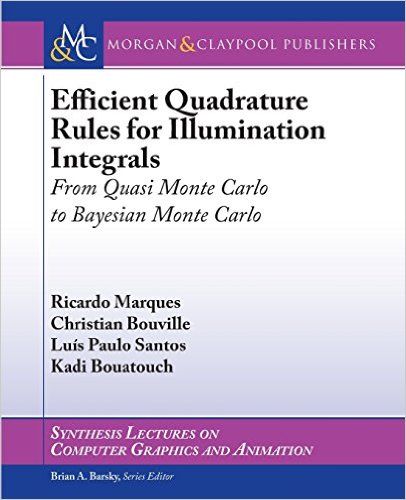 M
&C
MORGAN & CLAYPOOL PUBLISHERS
Efficient Quadrature
Rules for Illumination
Integrals
From Quasi Monte Carlo
to Bayesian Monte Carlo
Ricardo Marques
Christian Bouville
Luís Paulo Santos
Kadi Bouatouch
SYNTHESIS LECTURES ON
COMPUTER GRAPHICS AND ANIMATION
Brian A. Barsky, Series Editor